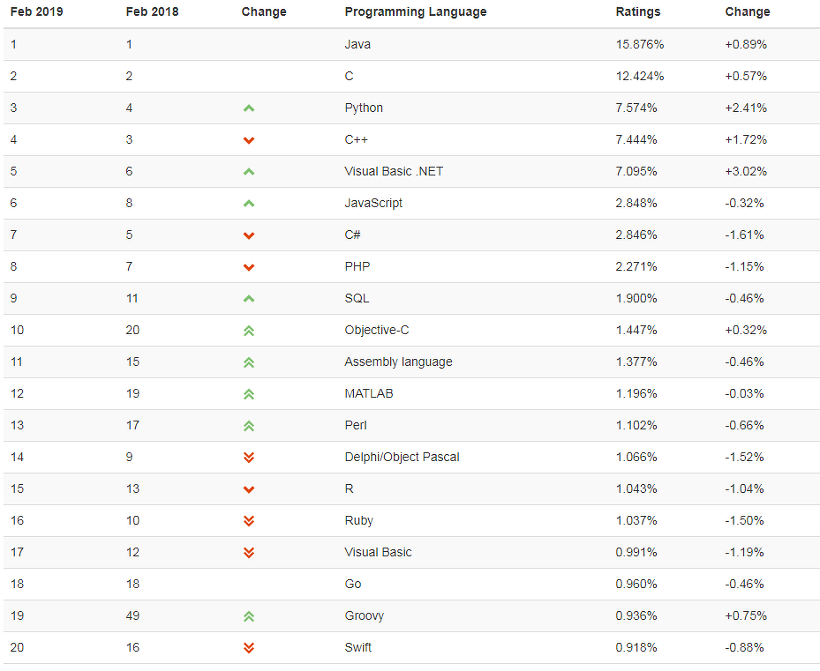 Feb 2019 Feb 2018 Change Programming Language Ratings Change
1 1 Java 15.876% +0.89%
2 2 C 12.424% +0.57%
3 4 Python 7.574% +2.41%
4 3 C++ 7.444% +1.72%
5 6 Visual Basic .NET 7.095% +3.02%
6 8 JavaScript 2.848% -0.32%
7 5 C# 2.846% -1.61%
8 7 PHP 2.271% -1.15%
9 11 SQL 1.900% -0.46%
10 20 Objective-C 1.447% +0.32%
11 15 Assembly language 1.377% -0.46%
12 19 MATLAB 1.196% -0.03%
13 17 Perl 1.102% -0.66%
14 9 Delphi/Object Pascal 1.066% -1.52%
15 13 R 1.043% -1.04%
16 10 Ruby 1.037% -1.50%
17 12 Visual Basic 0.991% -1.19%
18 18 Go 0.960% -0.46%
19 49 Groovy 0.936% +0.75%
20 16 Swift 0.918% -0.88%